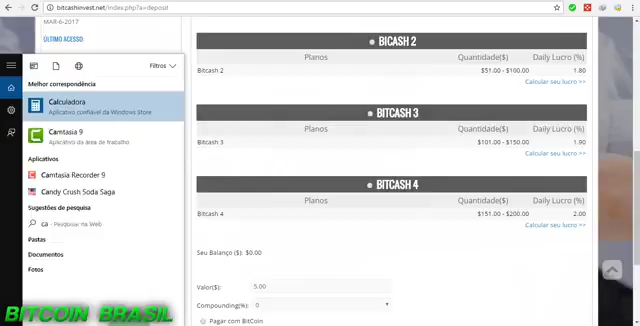 bitcashinvest.net/index.php?a=deposit
MAR-6-2017
ÚLTIMO ACESSO:
Filtros
Melhor correspondência
Calculadora
Aplicativo confiável da Windows Store
Camtasia 9
Aplicativo da área de trabalho
Aplicativos
Camtasia Recorder 9
Candy Crush Soda Saga
Sugestões de pesquisa
ca - Pesquisar na Web
Pastas
Documentos
Fotos
BICASH 2
Planos Quantidade($) Daily Lucro (%)
Bitcash 2 $51.00 - $100.00 1.80
Calcular seu lucro >>
BITCASH 3
Planos Quantidade($) Daily Lucro (%)
Bitcash 3 $101.00 - $150.00 1.90
Calcular seu lucro >>
BITCASH 4
Planos Quantidade($) Daily Lucro (%)
Bitcash 4 $151.00 - $200.00 2.00
Calcular seu lucro >>
Seu Balanço ($): $0.00
Valor($): 5.00
Compounding(%): 0
Pagar com BitCoin
BITCOIN BRASIL